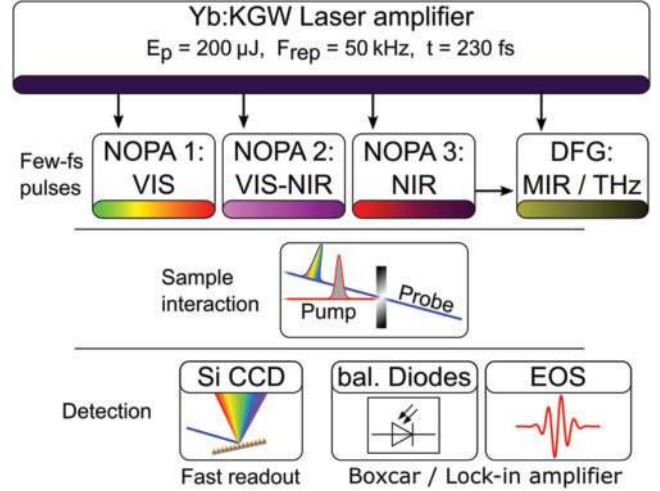 Yb:KGW Laser amplifier
Ep = 200 µJ, Frep = 50 kHz, t = 230 fs
Few-fs
pulses
NOPA 1:
VIS
NOPA 2:
VIS-NIR
NOPA 3:
NIR
DFG:
MIR / THz
Sample
interaction
Pump
Probe
Detection
Si CCD
bal. Diodes
EOS
Fast readout
Boxcar / Lock-in amplifier